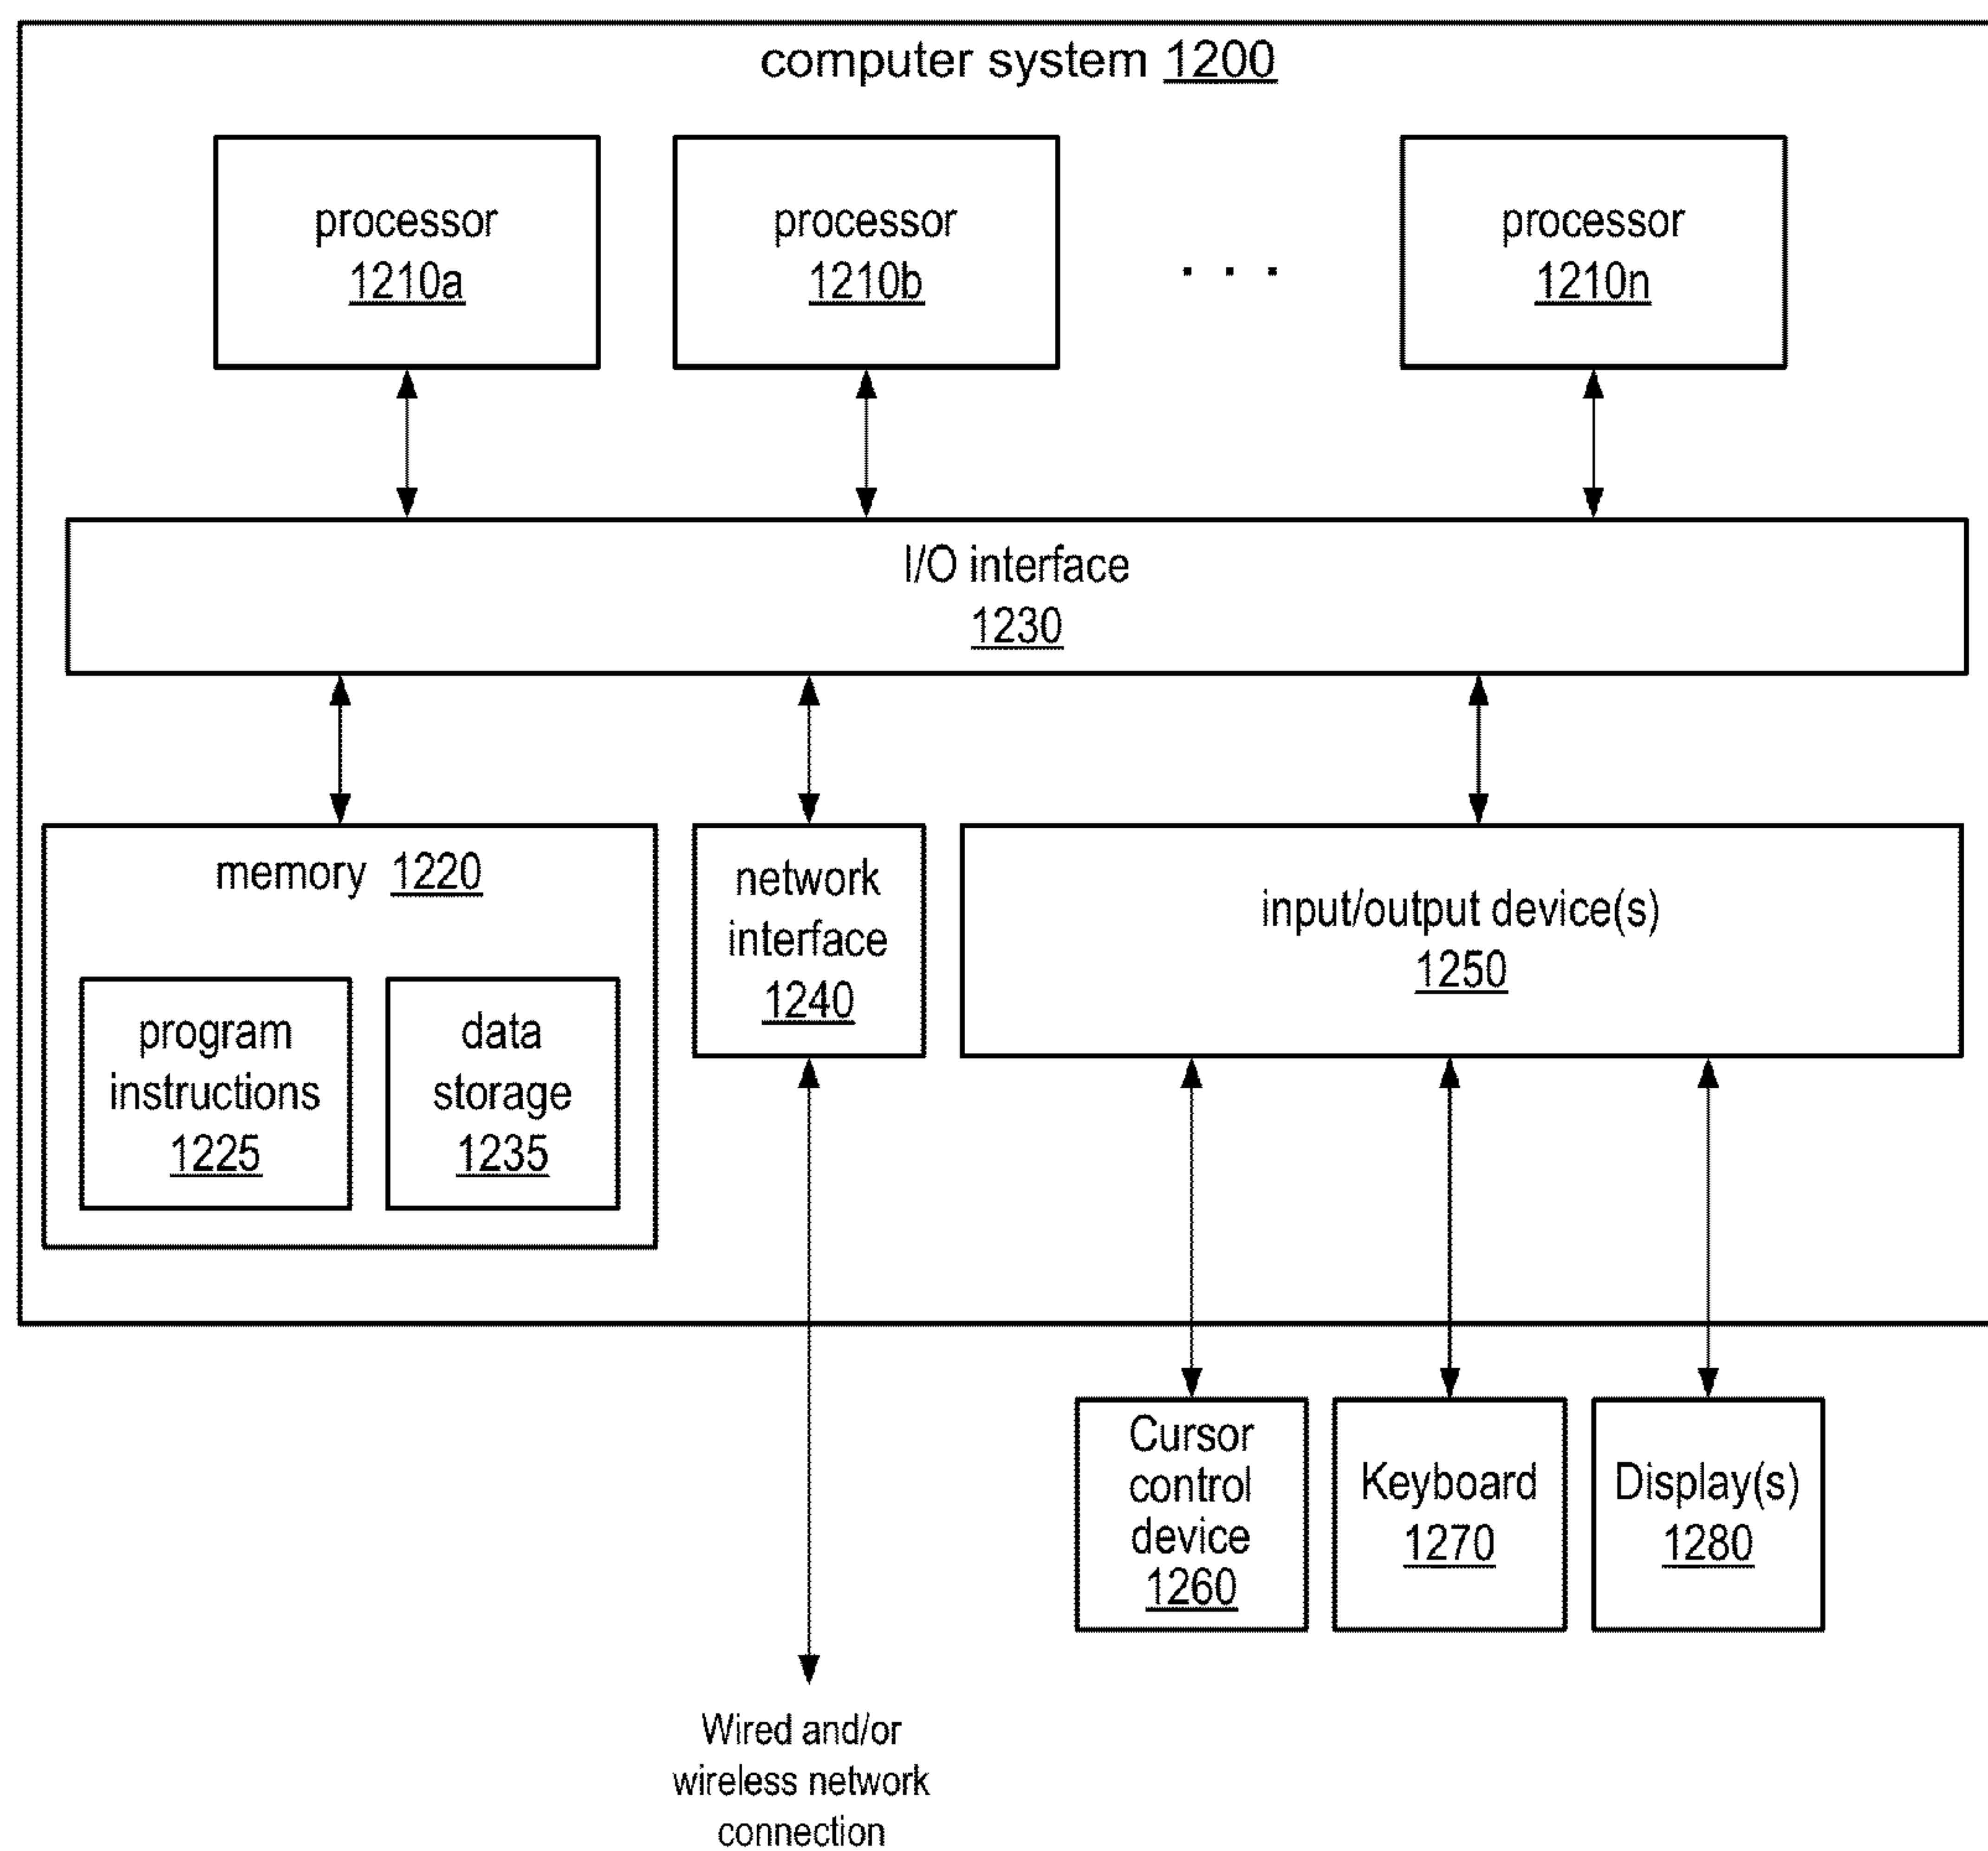 computer system 1200
processor
1210a
processor
1210b
. . .
processor
1210n
I/O interface
1230
memory 1220
program
instructions
1225
data
storage
1235
network
interface
1240
input/output device(s)
1250
Cursor
control
device
1260
Keyboard
1270
Display(s)
1280
Wired and/or
wireless network
connection